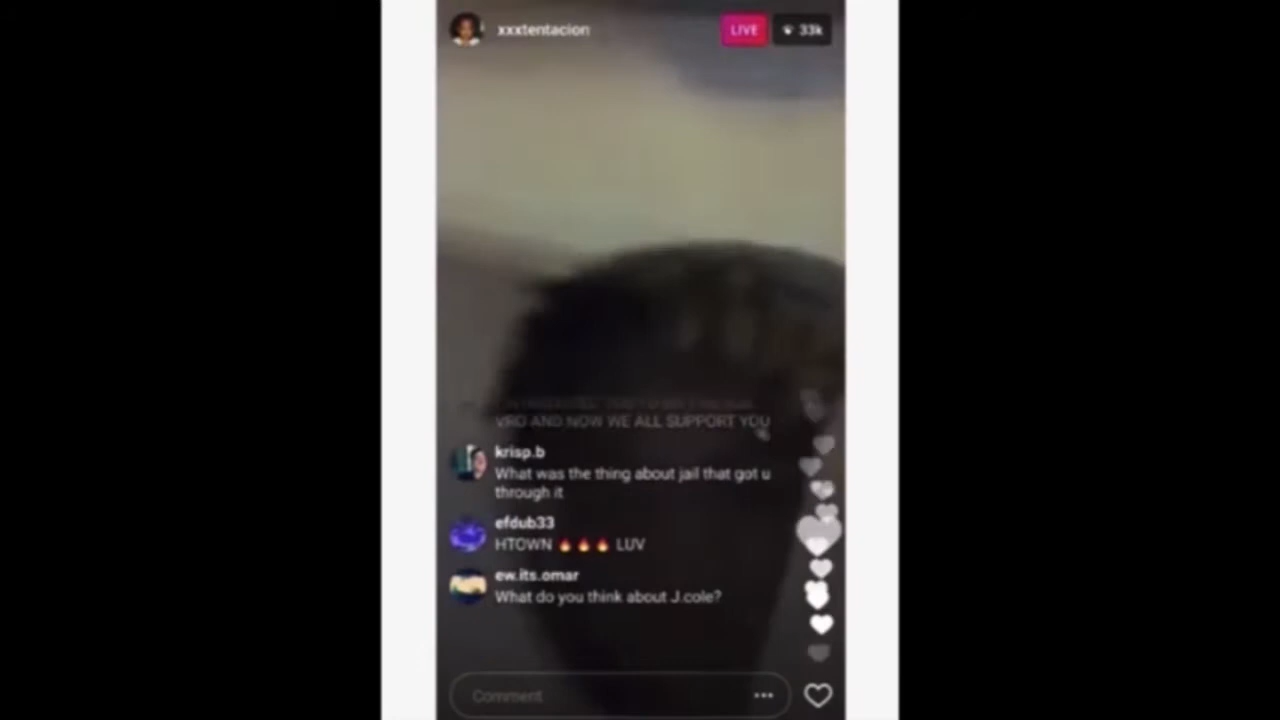 xxxtentacion
LIVE 33k
VRO AND NOW WE ALL SUPPORT YOU
krisp.b
What was the thing about jail that got u
through it
efdub33
HTOWN 🔥🔥🔥 LUV
ew.its.omar
What do you think about J.cole?
Comment